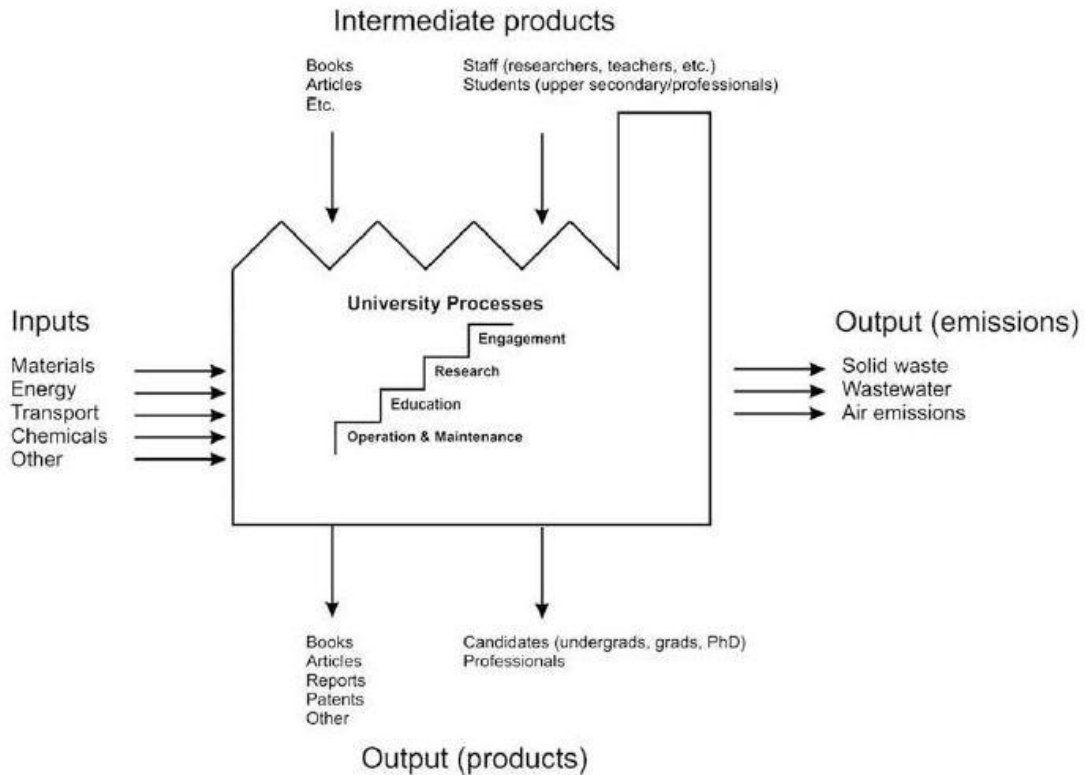 Intermediate products
Books
Articles
Etc.
Staff (researchers, teachers, etc.)
Students (upper secondary/professionals)
Inputs
Materials
Energy
Transport
Chemicals
Other
University Processes
Engagement
Research
Education
Operation & Maintenance
Output (emissions)
Solid waste
Wastewater
Air emissions
Books
Articles
Reports
Patents
Other
Candidates (undergrads, grads, PhD)
Professionals
Output (products)